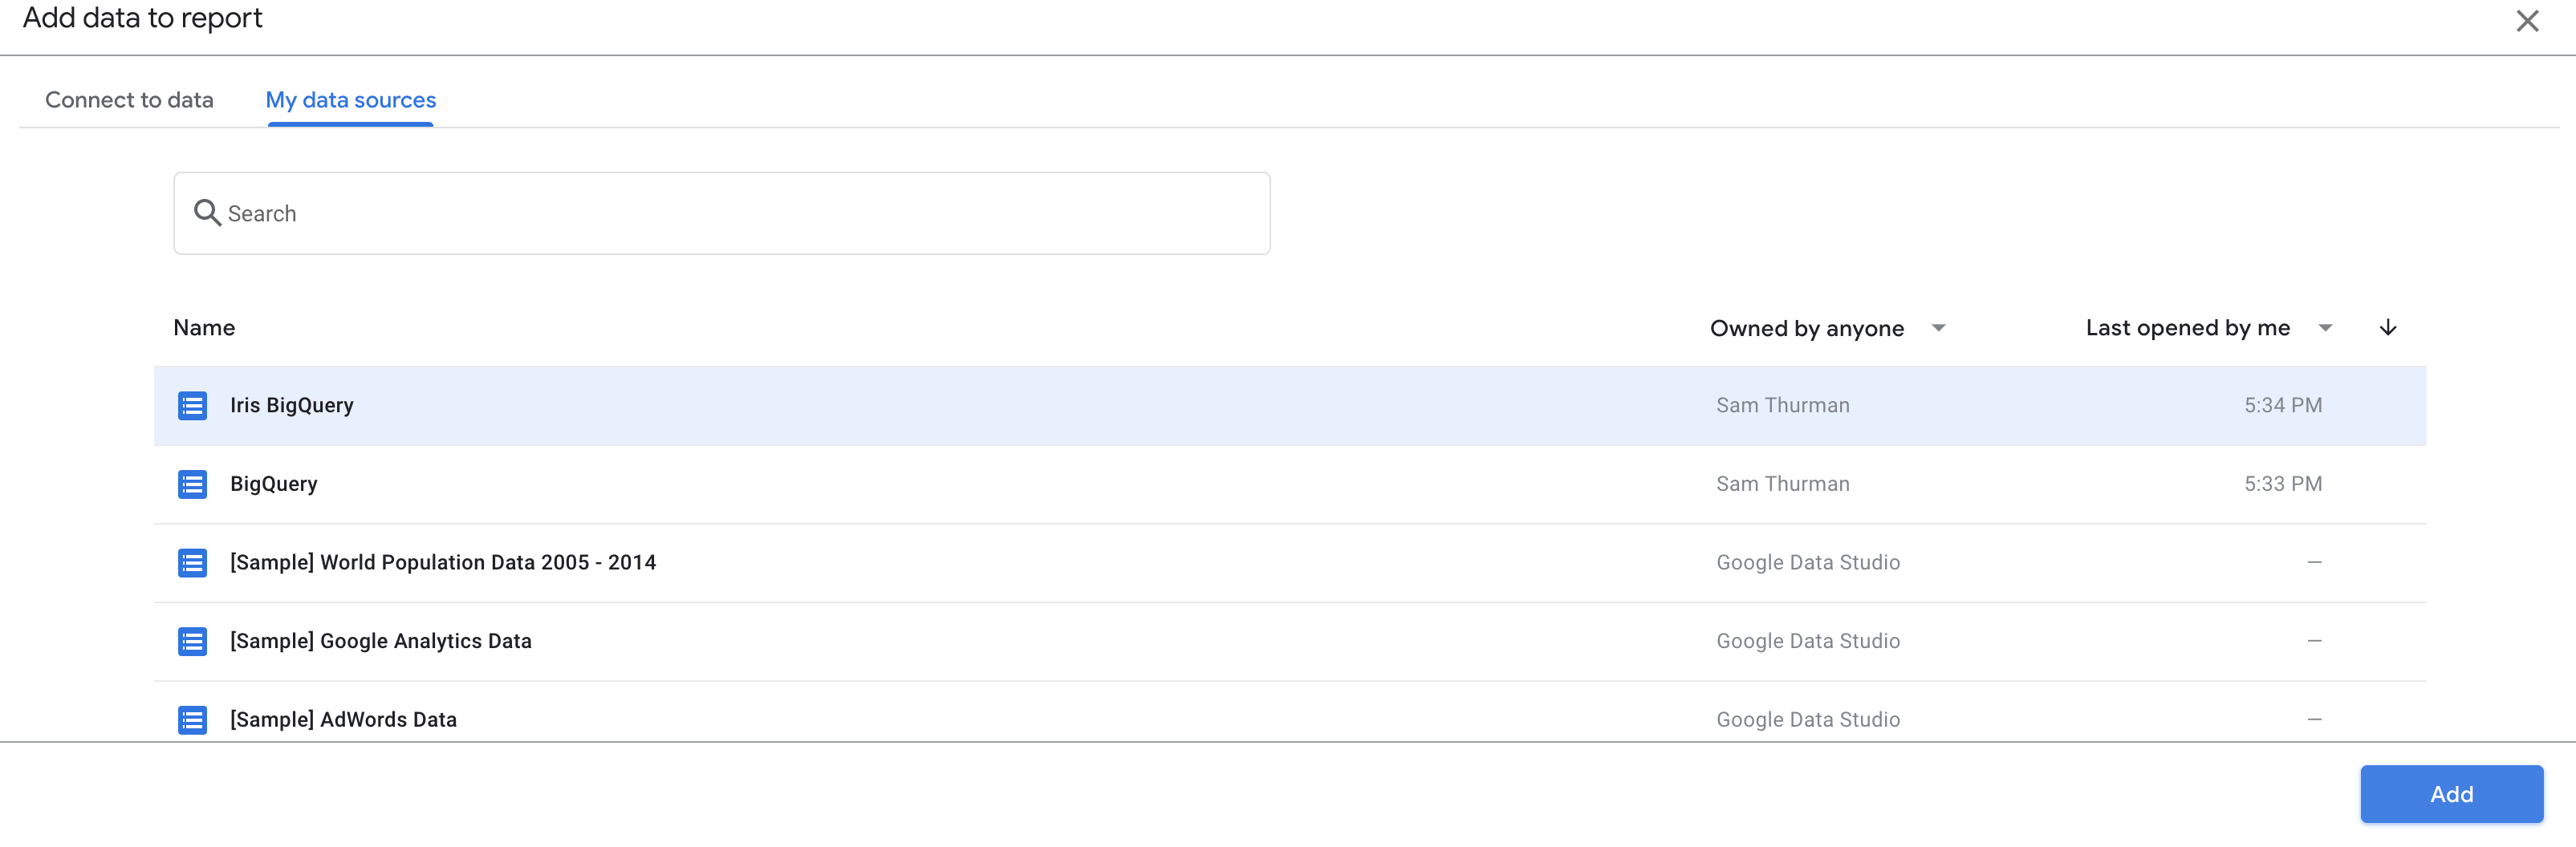 Add data to report
Connect to data My data sources
Search
Name Owned by anyone Last opened by me
Iris BigQuery Sam Thurman 5:34 PM
BigQuery Sam Thurman 5:33 PM
[Sample] World Population Data 2005 - 2014 Google Data Studio —
[Sample] Google Analytics Data Google Data Studio —
[Sample] AdWords Data Google Data Studio —
Add